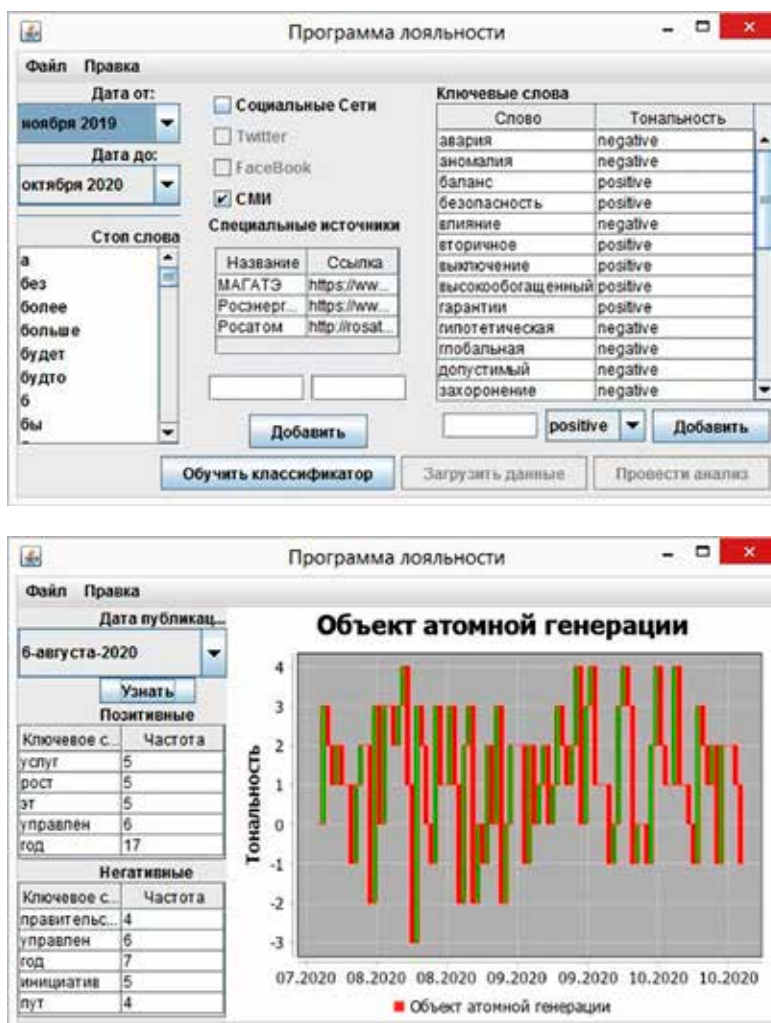 Программа лояльности
Файл Правка
Дата от:
ноября 2019
Дата до:
октября 2020
Стоп слова
а
без
более
больше
будет
будто
б
бы
Социальные Сети
Twitter
FaceBook
СМИ
Специальные источники
Название Ссылка
МАГАТЭ https://ww...
Росэнерг... https://ww...
Росатом http://rosat...
Добавить
Ключевые слова
Слово Тональность
авария negative
аномалия negative
баланс positive
безопасность positive
влияние negative
вторичное positive
выключение positive
высокообогащенный positive
гарантии positive
гипотетическая negative
глобальная negative
допустимый negative
захоронение negative
positive Добавить
Обучить классификатор Загрузить данные Провести анализ
Программа лояльности
Файл Правка
Дата публикац...
6-августа-2020
Узнать
Позитивные
Ключевое с... Частота
услуг 5
рост 5
эт 5
управлен 6
год 17
Негативные
Ключевое с... Частота
правительс... 4
управлен 6
год 7
инициатив 5
пут 4
Объект атомной генерации
Тональность
4
3
2
1
0
-1
-2
-3
07.2020 08.2020 08.2020 09.2020 09.2020 10.2020 10.2020
Объект атомной генерации